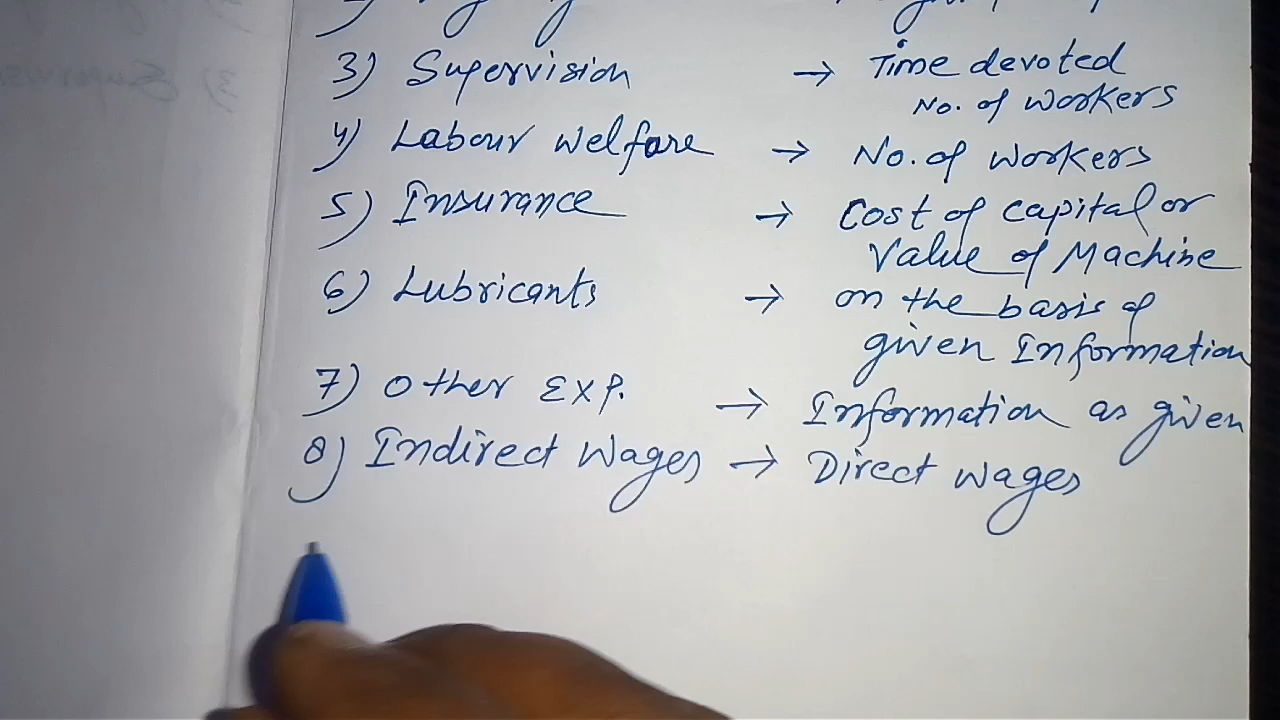 3) Supervision → Time devoted
No. of workers
4) Labour welfare → No. of workers
5) Insurance → Cost of capital or
Value of Machine
6) Lubricants → on the basis of
given Information
7) Other Exp. → Information as given
8) Indirect wages → Direct wages